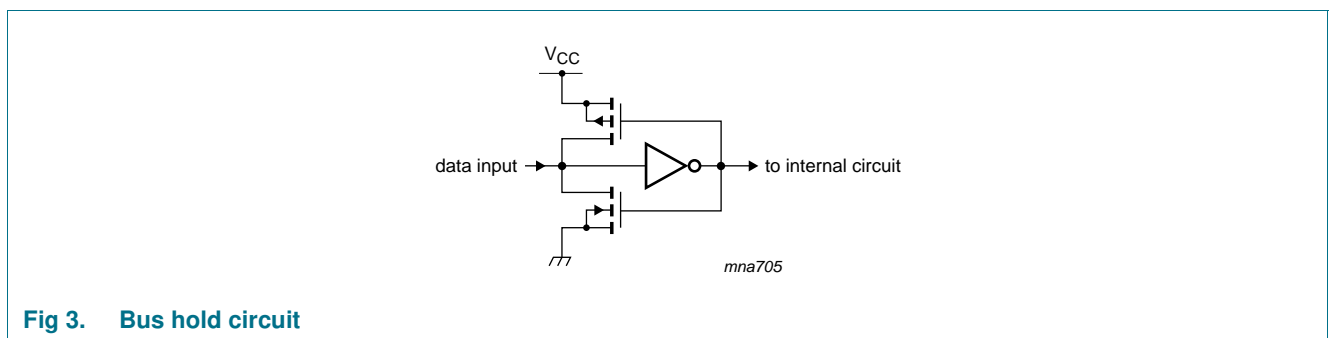 VCC
data input
to internal circuit
mna705
Fig 3. Bus hold circuit